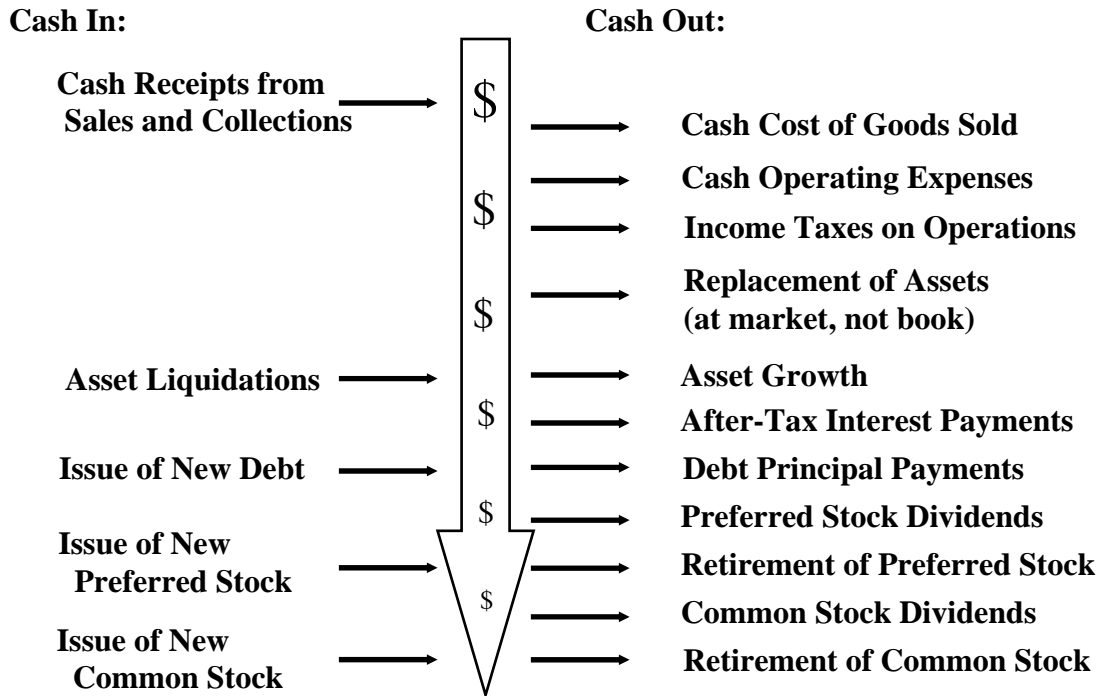 Cash In:
Cash Out:
Cash Receipts from
Sales and Collections
$
Cash Cost of Goods Sold
Cash Operating Expenses
$
Income Taxes on Operations
Replacement of Assets
(at market, not book)
$
Asset Liquidations
Asset Growth
$
After-Tax Interest Payments
Issue of New Debt
Debt Principal Payments
$
Preferred Stock Dividends
Issue of New
Preferred Stock
Retirement of Preferred Stock
$
Common Stock Dividends
Issue of New
Common Stock
Retirement of Common Stock